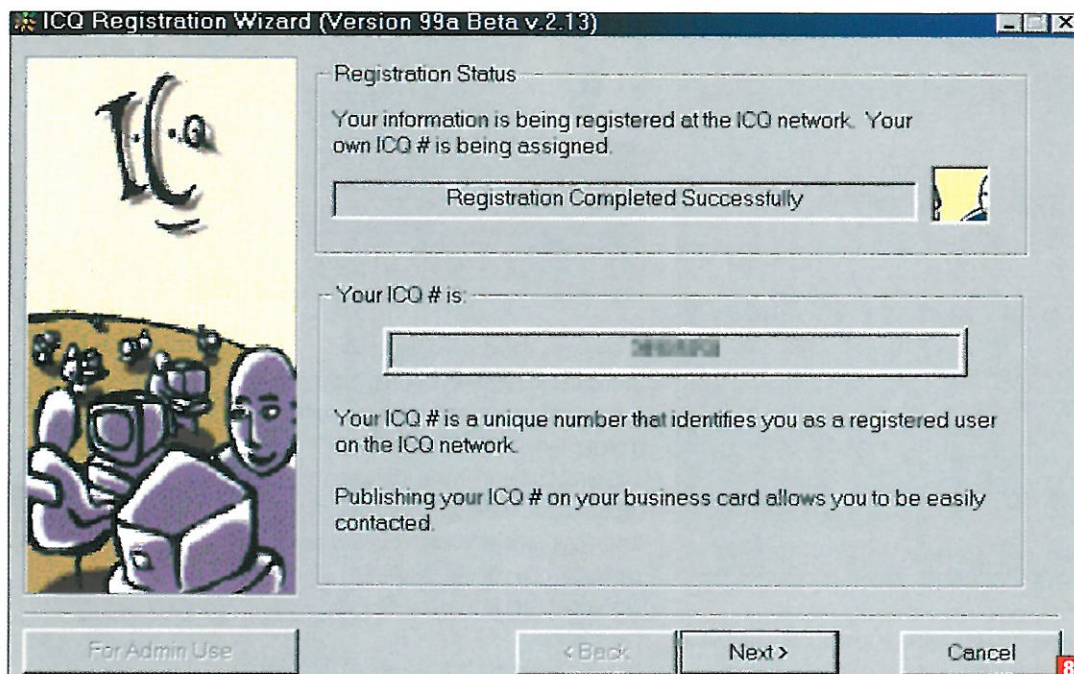 ICQ Registration Wizard (Version 99a Beta v.2.13)
I·C·Q
Registration Status
Your information is being registered at the ICQ network. Your
own ICQ # is being assigned.
Registration Completed Successfully
Your ICQ # is:
Your ICQ # is a unique number that identifies you as a registered user
on the ICQ network.
Publishing your ICQ # on your business card allows you to be easily
contacted.
For Admin Use
< Back
Next >
Cancel
8